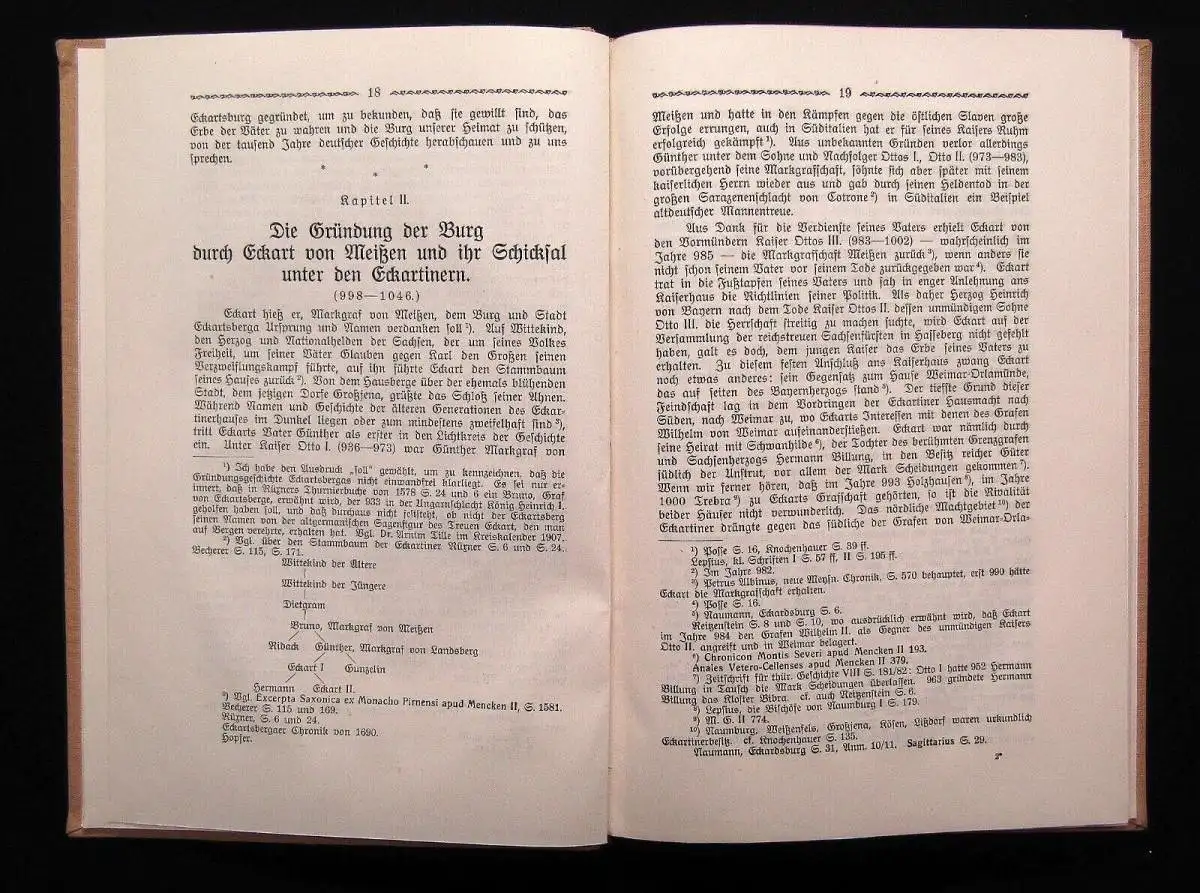 18
Eckartsburg gegründet, um zu bekunden, daß sie gewillt sind, das
Erbe der Väter zu wahren und die Burg unserer Heimat zu schützen,
von der tausend Jahre deutscher Geschichte herabschauen und zu uns
sprechen.
* * *
Kapitel II.
Die Gründung der Burg
durch Eckart von Meißen und ihr Schicksal
unter den Eckartinern.
(998—1046.)
Eckart hieß er, Markgraf von Meißen, dem Burg und Stadt
Eckartsberga Ursprung und Namen verdanken soll¹). Auf Wittekind,
den Herzog und Nationalhelden der Sachsen, der um seines Volkes
Freiheit, um seiner Väter Glauben gegen Karl den Großen seinen
Verzweiflungskampf führte, auf ihn führte Eckart den Stammbaum
seines Hauses zurück²). Von dem Hausberge über der ehemals blühenden
Stadt, dem jetzigen Dorfe Großjena, grüßte das Schloß seiner Ahnen.
Während Namen und Geschichte der älteren Generationen des Eckar-
tinerhauses im Dunkel liegen oder zum mindesten zweifelhaft sind³),
tritt Eckarts Vater Günther als erster in den Lichtkreis der Geschichte
ein. Unter Kaiser Otto I. (936—973) war Günther Markgraf von
¹) Ich habe den Ausdruck „soll“ gewählt, um zu kennzeichnen, daß die
Gründungsgeschichte Eckartsbergas nicht einwandfrei klarliegt. Es sei nur er-
innert, daß in Rüxners Thurnierbuche von 1578 S. 24 und 6 ein Bruno, Graf
von Eckartsberge, erwähnt wird, der 933 in der Ungarnschlacht König Heinrich I.
geholfen haben soll, und daß durchaus nicht feststeht, ob nicht der Eckartsberg
seinen Namen von der altgermanischen Sagenfigur des Treuen Eckart, den man
auf Bergen verehrte, erhalten hat. Vgl. Dr. Armin Tille im Kreiskalender 1907.
²) Vgl. über den Stammbaum der Eckartiner Rüxner S. 6 und S. 24.
Becherer S. 115, S. 171.
Wittekind der Ältere
Wittekind der Jüngere
Dietgram
Bruno, Markgraf von Meißen
Ridack Günther, Markgraf von Landsberg
Eckart I Gunzelin
Hermann Eckart II.
³) Vgl. Excerpta Saxonica ex Monacho Pirnensi apud Mencken II, S. 1581.
Becherer S. 115 und 169.
Rüxner, S. 6 und 24.
Eckartsbergaer Chronik von 1690.
Hopfer.
19
Meißen und hatte in den Kämpfen gegen die östlichen Slaven große
Erfolge errungen, auch in Süditalien hat er für seines Kaisers Ruhm
erfolgreich gekämpft¹). Aus unbekannten Gründen verlor allerdings
Günther unter dem Sohne und Nachfolger Ottos I., Otto II. (973—983),
vorübergehend seine Markgrafschaft, söhnte sich aber später mit seinem
kaiserlichen Herrn wieder aus und gab durch seinen Heldentod in der
großen Sarazenenschlacht von Cotrone²) in Süditalien ein Beispiel
altdeutscher Mannentreue.
Aus Dank für die Verdienste seines Vaters erhielt Eckart von
den Vormündern Kaiser Ottos III. (983—1002) — wahrscheinlich im
Jahre 985 — die Markgrafschaft Meißen zurück³), wenn anders sie
nicht schon seinem Vater vor seinem Tode zurückgegeben war⁴). Eckart
trat in die Fußtapfen seines Vaters und sah in enger Anlehnung ans
Kaiserhaus die Richtlinien seiner Politik. Als daher Herzog Heinrich
von Bayern nach dem Tode Kaiser Ottos II. dessen unmündigem Sohne
Otto III. die Herrschaft streitig zu machen suchte, wird Eckart auf der
Versammlung der reichstreuen Sachsenfürsten in Hasseberg nicht gefehlt
haben, galt es doch, dem jungen Kaiser das Erbe seines Vaters zu
erhalten. Zu diesem festen Anschluß ans Kaiserhaus zwang Eckart
noch etwas anderes: sein Gegensatz zum Hause Weimar-Orlamünde,
das auf seiten des Bayernherzogs stand⁵). Der tiefste Grund dieser
Feindschaft lag in dem Vordringen der Eckartiner Hausmacht nach
Süden, nach Weimar zu, wo Eckarts Interessen mit denen des Grafen
Wilhelm von Weimar aufeinanderstießen. Eckart war nämlich durch
seine Heirat mit Schwanhilde⁶), der Tochter des berühmten Grenzgrafen
und Sachsenherzogs Hermann Billung, in den Besitz reicher Güter
südlich der Unstrut, vor allem der Mark Scheidungen gekommen⁷).
Wenn wir ferner hören, daß im Jahre 993 Holzhausen⁸), im Jahre
1000 Trebra⁹) zu Eckarts Grafschaft gehörten, so ist die Rivalität
beider Häuser nicht verwunderlich. Das nördliche Machtgebiet¹⁰) der
Eckartiner drängte gegen das südliche der Grafen von Weimar-Orla-
¹) Posse S. 16, Knochenhauer S. 39 ff.
Lepsius, kl. Schriften I S. 57 ff, II S. 195 ff.
²) Im Jahre 982.
³) Petrus Albinus, neue Meysn. Chronik, S. 570 behauptet, erst 990 hätte
Eckart die Markgrafschaft erhalten.
⁴) Posse S. 16.
⁵) Naumann, Eckardsburg S. 6.
Reitzenstein S. 8 und S. 10, wo ausdrücklich erwähnt wird, daß Eckart
im Jahre 984 den Grafen Wilhelm II. als Gegner des unmündigen Kaisers
Otto II. angreift und in Weimar belagert.
⁶) Chronicon Montis Severi apud Mencken II 193.
Anales Vetero-Cellenses apud Mencken II 379.
⁷) Zeitschrift für thür. Geschichte VIII S. 181/82: Otto I hatte 952 Hermann
Billung in Tausch die Mark Scheidungen überlassen. 963 gründete Hermann
Billung das Kloster Bibra. cf. auch Reitzenstein S. 6.
⁸) Lepsius, die Bischöfe von Naumburg I S. 179.
⁹) M. G. II 774.
¹⁰) Naumburg, Weißenfels, Großjena, Kösen, Lißdorf waren urkundlich
Eckartinerbesitz. cf. Knochenhauer S. 135.
Naumann, Eckardsburg S. 31, Anm. 10/11. Sagittarius S. 29.
2*